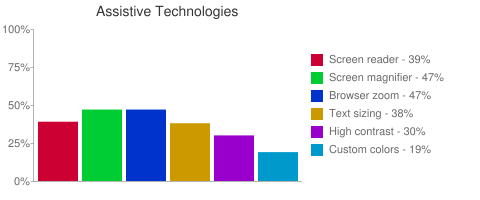 Assistive Technologies
100%
75%
50%
25%
0%
Screen reader - 39%
Screen magnifier - 47%
Browser zoom - 47%
Text sizing - 38%
High contrast - 30%
Custom colors - 19%